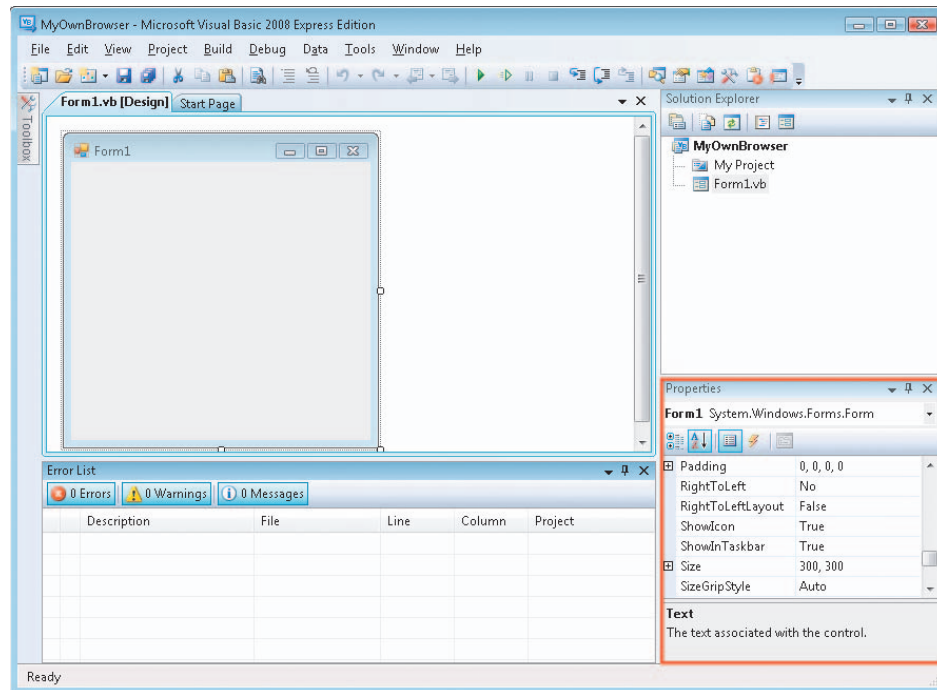 MyOwnBrowser - Microsoft Visual Basic 2008 Express Edition
File Edit View Project Build Debug Data Tools Window Help
Toolbox
Form1.vb [Design] Start Page
Form1
Solution Explorer
MyOwnBrowser
My Project
Form1.vb
Properties
Form1 System.Windows.Forms.Form
Padding 0, 0, 0, 0
RightToLeft No
RightToLeftLayout False
ShowIcon True
ShowInTaskbar True
Size 300, 300
SizeGripStyle Auto
Text
The text associated with the control.
Error List
0 Errors 0 Warnings 0 Messages
Description File Line Column Project
Ready